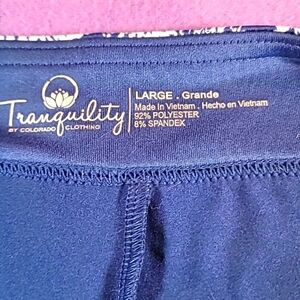 Tranquility
BY COLORADO CLOTHING
LARGE . Grande
Made in Vietnam . Hecho en Vietnam
92% POLYESTER
8% SPANDEX